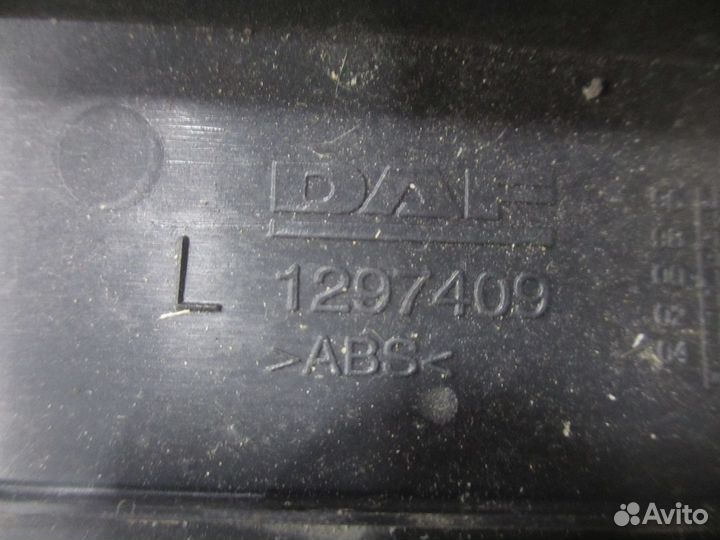 DAF
L 1297409
>ABS<
Avito